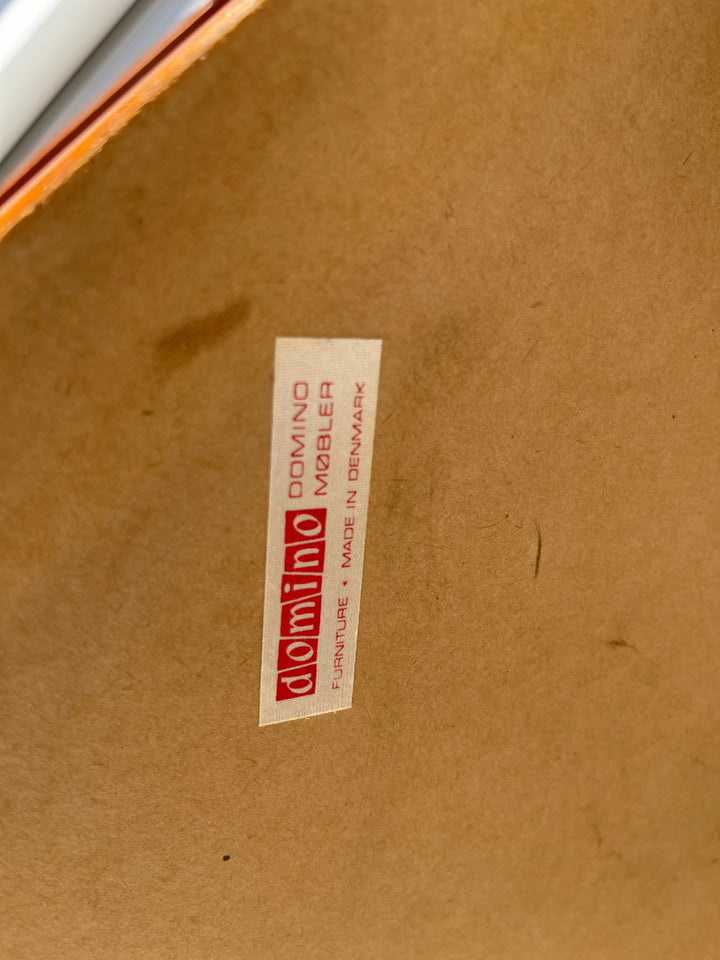 domino DOMINO
MØBLER
FURNITURE • MADE IN DENMARK